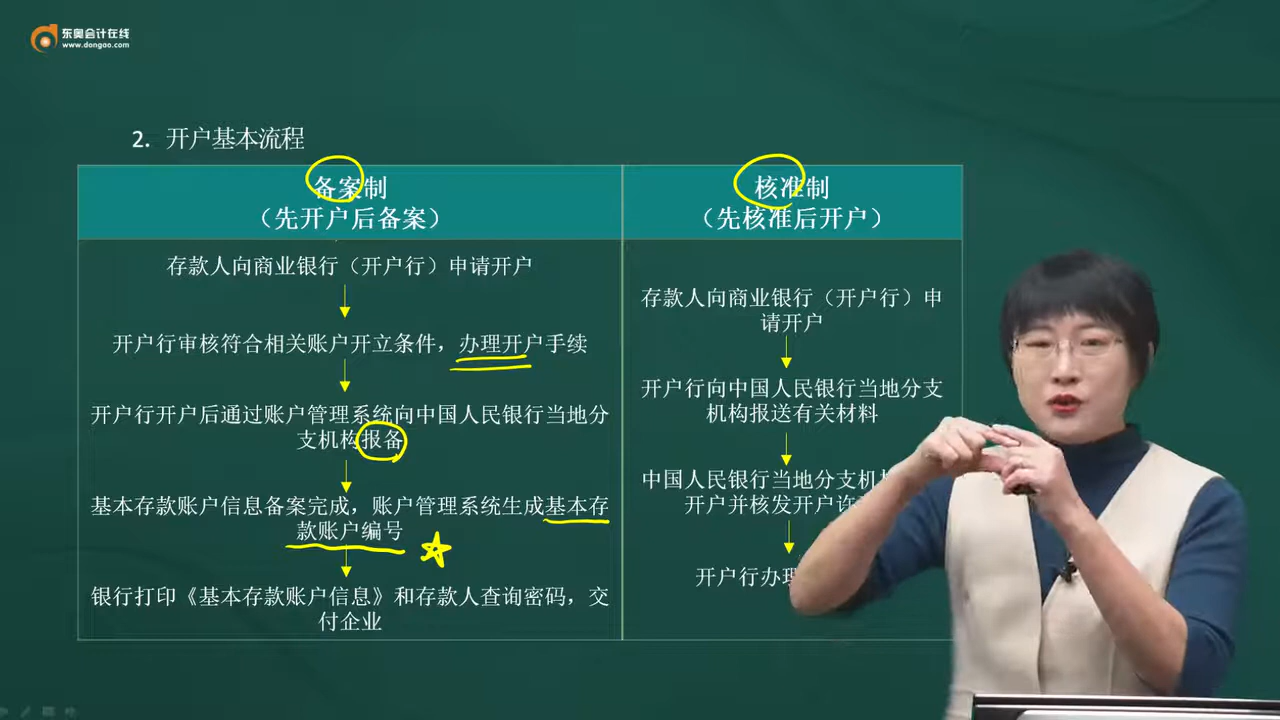 东奥会计在线
www.dongao.com
2. 开户基本流程
备案制
（先开户后备案）
存款人向商业银行（开户行）申请开户
开户行审核符合相关账户开立条件，办理开户手续
开户行开户后通过账户管理系统向中国人民银行当地分
支机构报备
基本存款账户信息备案完成，账户管理系统生成基本存
款账户编号
银行打印《基本存款账户信息》和存款人查询密码，交
付企业
核准制
（先核准后开户）
存款人向商业银行（开户行）申
请开户
开户行向中国人民银行当地分支
机构报送有关材料
中国人民银行当地分支机构
开户并核发开户许
开户行办理